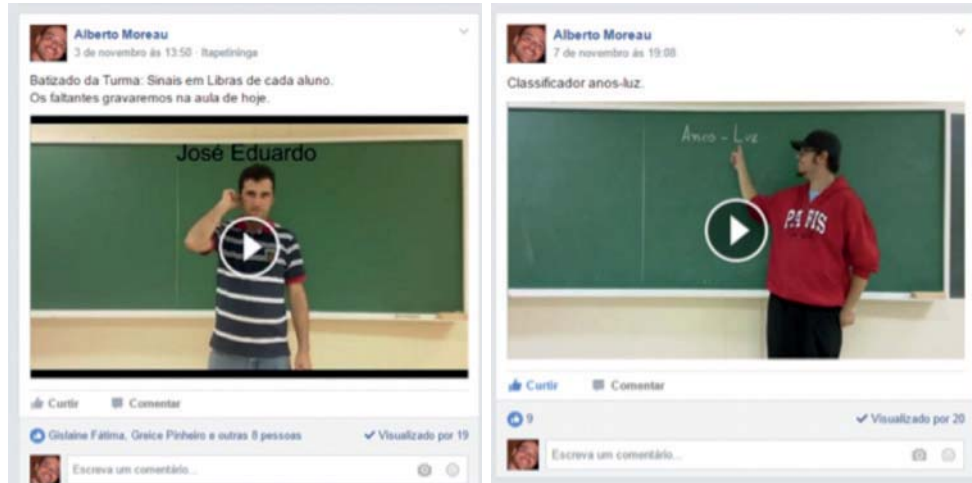 Alberto Moreau
3 de novembro às 13:50 · Itapetininga
Batizado da Turma: Sinais em Libras de cada aluno.
Os faltantes gravaremos na aula de hoje.
José Eduardo
Curtir Comentar
Gislaine Fátima, Greice Pinheiro e outras 8 pessoas
Visualizado por 19
Escreva um comentário...
Alberto Moreau
7 de novembro às 19:08
Classificador anos-luz.
Anos - Luz
PARIS
Curtir Comentar
9
Visualizado por 20
Escreva um comentário...